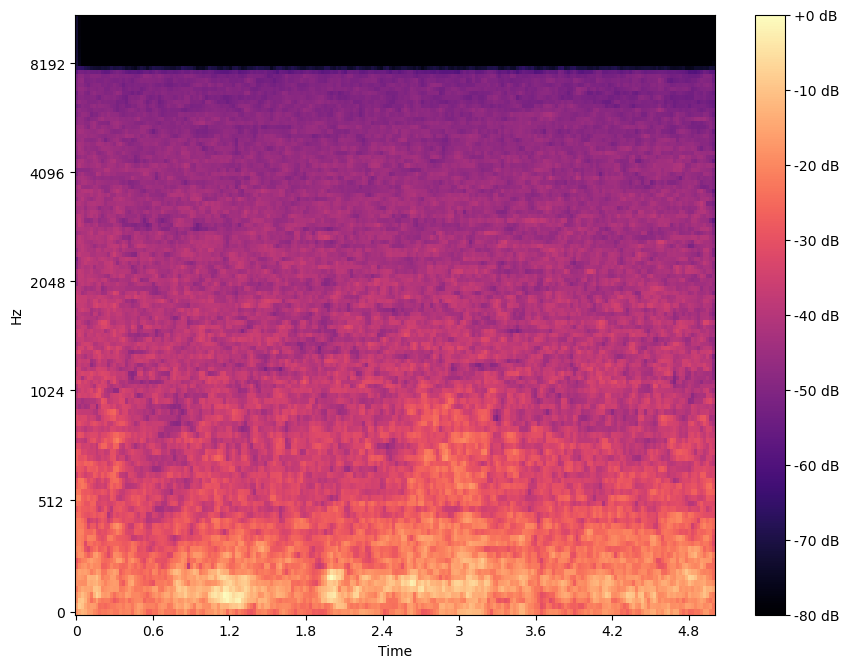 +0 dB
8192
-10 dB
4096
-20 dB
-30 dB
2048
Hz
-40 dB
1024
-50 dB
-60 dB
512
-70 dB
0
-80 dB
0 0.6 1.2 1.8 2.4 3 3.6 4.2 4.8
Time